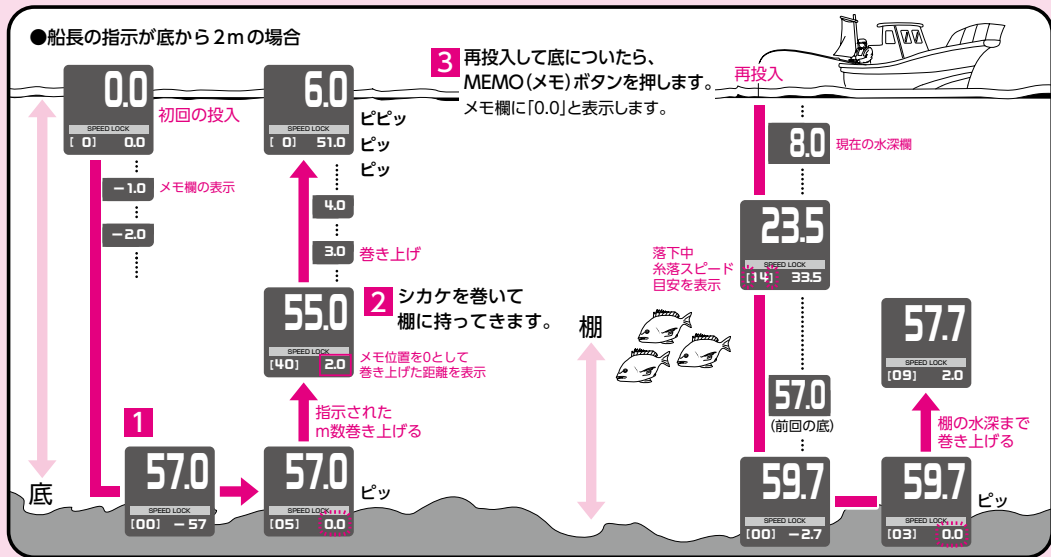 ●船長の指示が底から2mの場合
0.0
SPEED LOCK
[ 0] 0.0
初回の投入
－1.0
メモ欄の表示
－2.0
1
57.0
SPEED LOCK
[00] －57
57.0
SPEED LOCK
[05] 0.0
ピッ
指示された
m数巻き上げる
55.0
SPEED LOCK
[40] 2.0
2 シカケを巻いて
棚に持ってきます。
メモ位置を0として
巻き上げた距離を表示
3.0
巻き上げ
4.0
6.0
SPEED LOCK
[ 0] 51.0
ピピッ
ピッ
ピッ
底
3 再投入して底についたら、
MEMO(メモ)ボタンを押します。
メモ欄に「0.0」と表示します。
再投入
8.0
現在の水深欄
23.5
SPEED LOCK
[14] 33.5
落下中
糸落スピード
目安を表示
棚
57.0
(前回の底)
59.7
SPEED LOCK
[00] －2.7
59.7
SPEED LOCK
[03] 0.0
ピッ
棚の水深まで
巻き上げる
57.7
SPEED LOCK
[09] 2.0